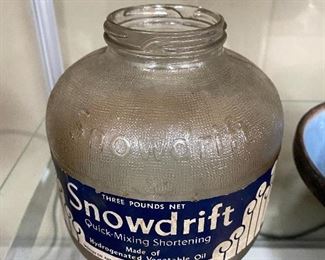 Snowdrift
THREE POUNDS NET
Snowdrift
Quick-Mixing Shortening
Made of
Hydrogenated Vegetable Oil